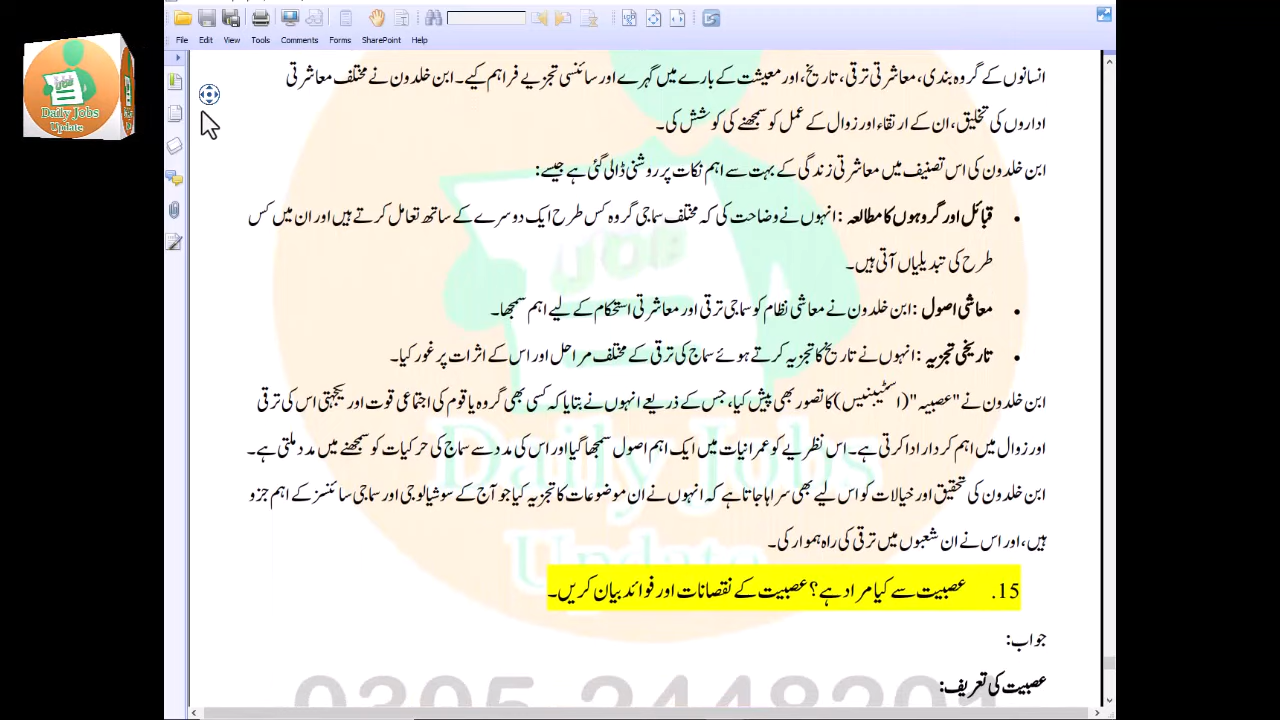 File Edit View Tools Comments Forms SharePoint Help
Daily Jobs
Update
انسانوں کے گروہ بندی، معاشرتی ترقی، تاریخ، اور معیشت کے بارے میں گہرے اور سائنسی تجزیے فراہم کیے۔ ابن خلدون نے مختلف معاشرتی
اداروں کی تخلیق، ان کے ارتقاء اور زوال کے عمل کو سمجھنے کی کوشش کی۔
ابن خلدون کی اس تصنیف میں معاشرتی زندگی کے بہت سے اہم نکات پر روشنی ڈالی گئی ہے جیسے:
• قبائل اور گروہوں کا مطالعہ: انہوں نے وضاحت کی کہ مختلف سماجی گروہ کس طرح ایک دوسرے کے ساتھ تعامل کرتے ہیں اور ان میں کس
طرح کی تبدیلیاں آتی ہیں۔
• معاشی اصول: ابن خلدون نے معاشی نظام کو سماجی ترقی اور معاشرتی استحکام کے لیے اہم سمجھا۔
• تاریخی تجزیہ: انہوں نے تاریخ کا تجزیہ کرتے ہوئے سماج کی ترقی کے مختلف مراحل اور اس کے اثرات پر غور کیا۔
ابن خلدون نے "عصبیہ" (اسٹیبنیس) کا تصور بھی پیش کیا، جس کے ذریعے انہوں نے بتایا کہ کسی بھی گروہ یا قوم کی اجتماعی قوت اور یکجہتی اس کی ترقی
اور زوال میں اہم کردار ادا کرتی ہے۔ اس نظریے کو عمرانیات میں ایک اہم اصول سمجھا گیا اور اس کی مدد سے سماج کی حرکیات کو سمجھنے میں مدد ملتی ہے۔
ابن خلدون کی تحقیق اور خیالات کو اس لیے بھی سراہا جاتا ہے کہ انہوں نے ان موضوعات کا تجزیہ کیا جو آج کے سوشیالوجی اور سماجی سائنسز کے اہم جزو
ہیں، اور اس نے ان شعبوں میں ترقی کی راہ ہموار کی۔
15. عصبیت سے کیا مراد ہے؟ عصبیت کے نقصانات اور فوائد بیان کریں۔
جواب:
عصبیت کی تعریف:
JOB
Daily Jobs
Update
0305 2448201